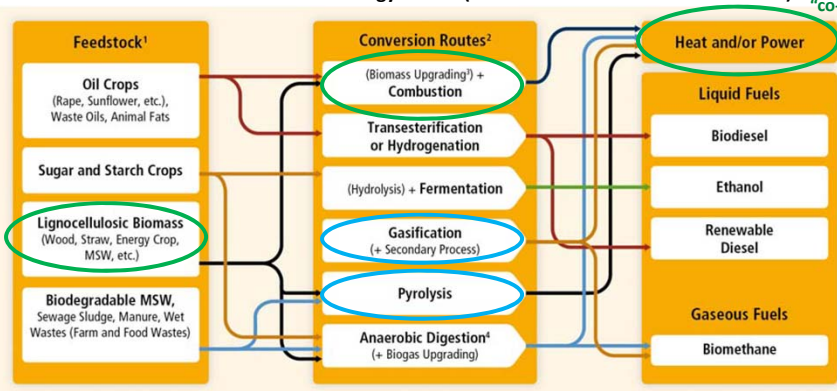 "co-
Feedstock¹
Oil Crops
(Rape, Sunflower, etc.),
Waste Oils, Animal Fats
Sugar and Starch Crops
Lignocellulosic Biomass
(Wood, Straw, Energy Crop,
MSW, etc.)
Biodegradable MSW,
Sewage Sludge, Manure, Wet
Wastes (Farm and Food Wastes)
Conversion Routes²
(Biomass Upgrading³) +
Combustion
Transesterification
or Hydrogenation
(Hydrolysis) + Fermentation
Gasification
(+ Secondary Process)
Pyrolysis
Anaerobic Digestion⁴
(+ Biogas Upgrading)
Heat and/or Power
Liquid Fuels
Biodiesel
Ethanol
Renewable
Diesel
Gaseous Fuels
Biomethane